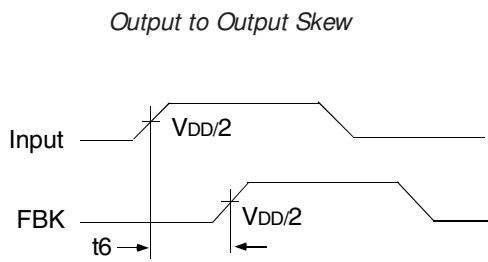 Output to Output Skew
Input
VDD/2
FBK
VDD/2
t6